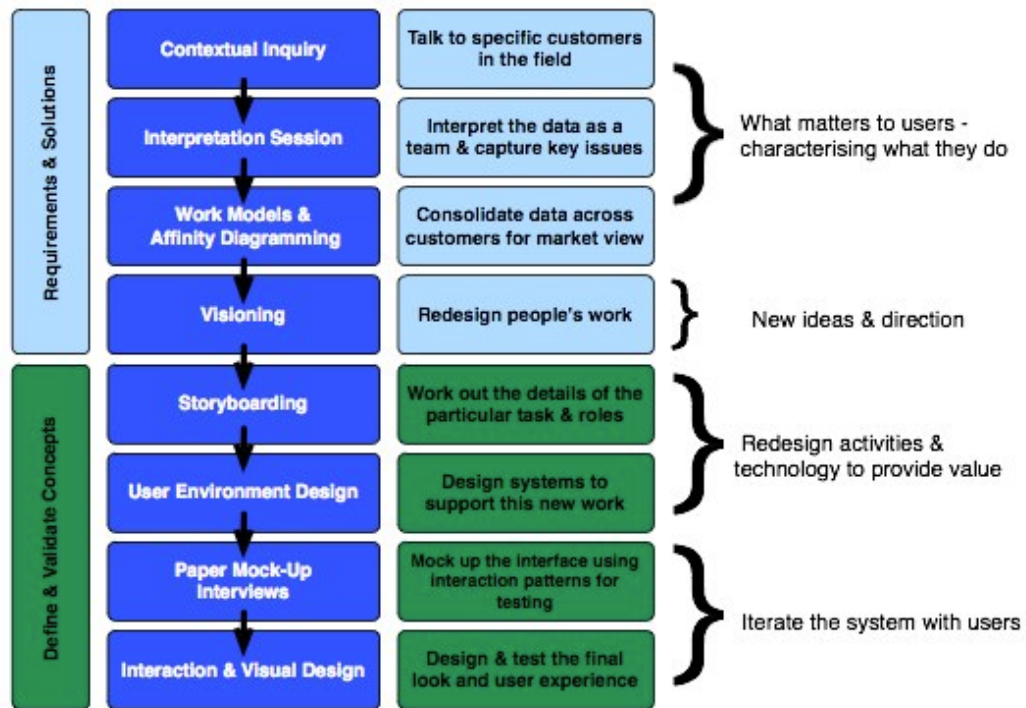 Requirements & Solutions
Contextual Inquiry
Talk to specific customers
in the field
Interpretation Session
Interpret the data as a
team & capture key issues
What matters to users -
characterising what they do
Work Models &
Affinity Diagramming
Consolidate data across
customers for market view
Visioning
Redesign people's work
New ideas & direction
Define & Validate Concepts
Storyboarding
Work out the details of the
particular task & roles
User Environment Design
Design systems to
support this new work
Redesign activities &
technology to provide value
Paper Mock-Up
Interviews
Mock up the interface using
interaction patterns for
testing
Interaction & Visual Design
Design & test the final
look and user experience
Iterate the system with users